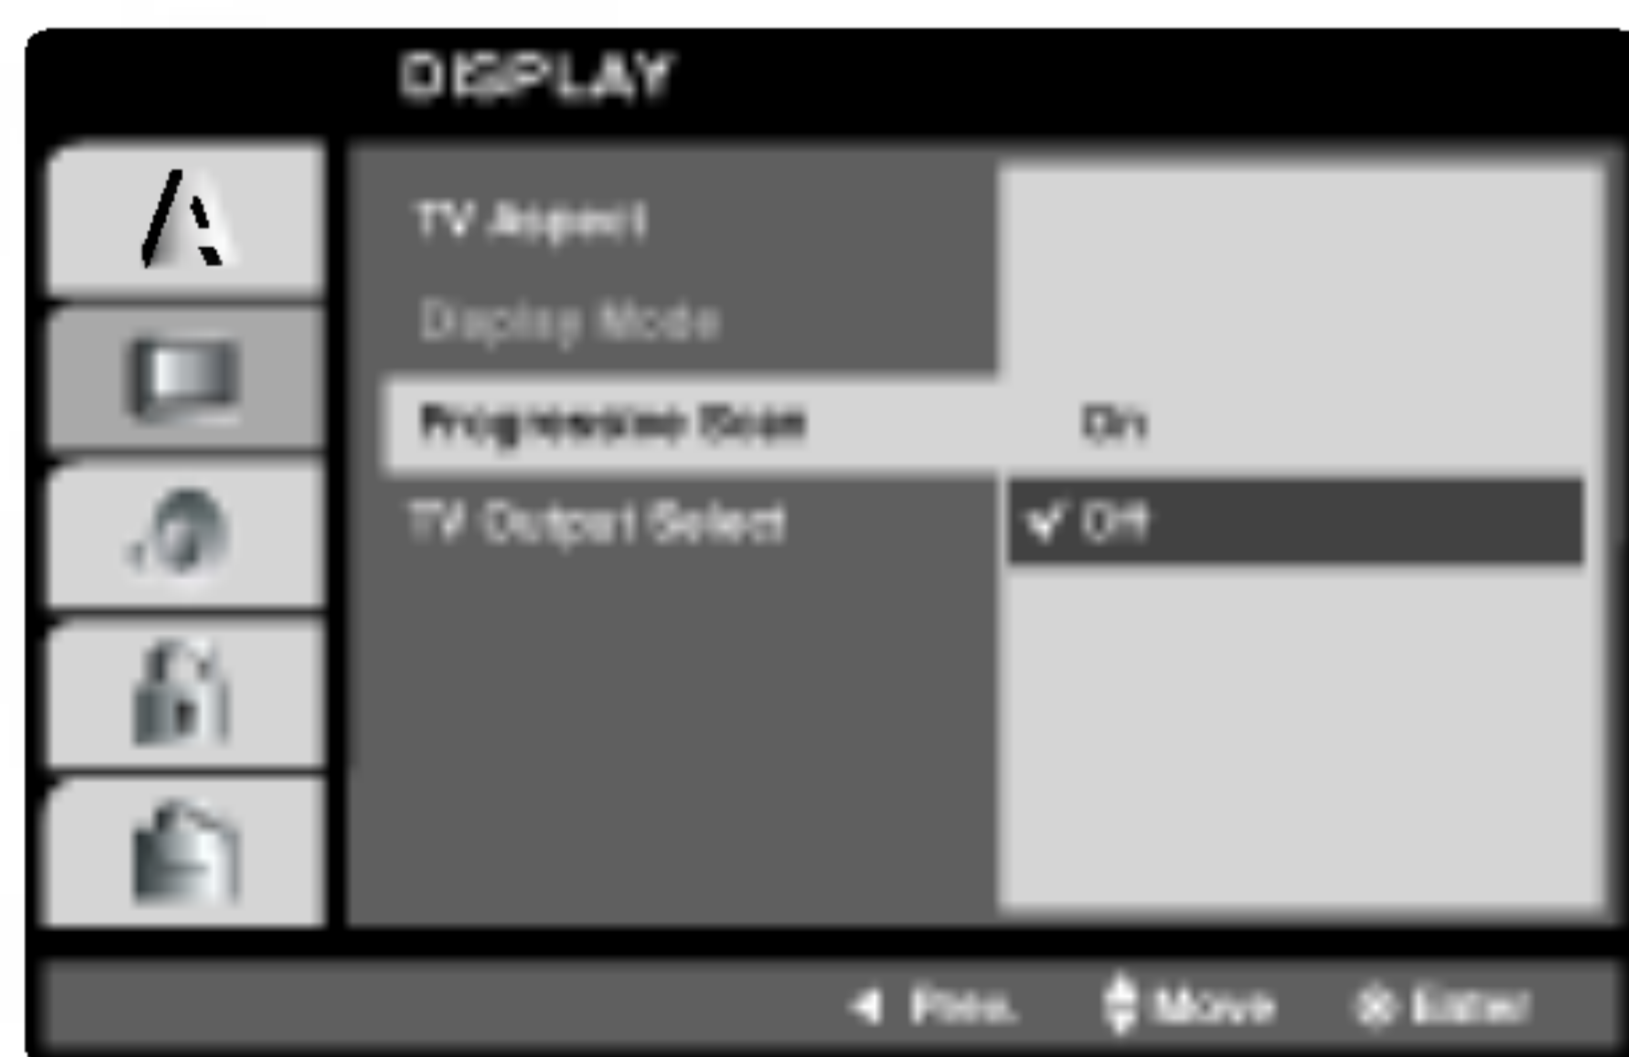 DISPLAY
TV Aspect
Display Mode
Progressive Scan On
TV Output Select ✔ Off
◀ Prev. ▲▼ Move ⊗ Enter